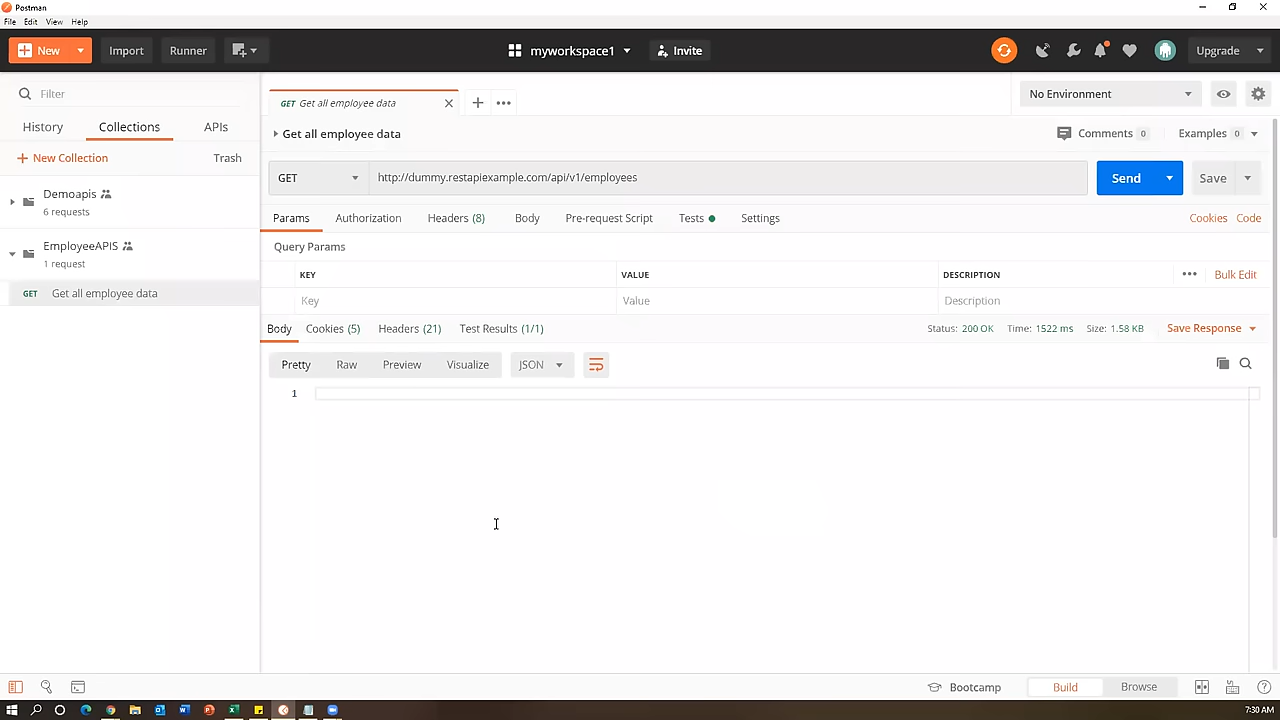 Postman
File Edit View Help
New Import Runner myworkspace1 Invite Upgrade
Filter
History Collections APIs
New Collection Trash
Demoapis
6 requests
EmployeeAPIS
1 request
GET Get all employee data
GET Get all employee data No Environment
Get all employee data Comments 0 Examples 0
GET http://dummy.restapiexample.com/api/v1/employees Send Save
Params Authorization Headers (8) Body Pre-request Script Tests Settings Cookies Code
Query Params
KEY VALUE DESCRIPTION Bulk Edit
Key Value Description
Body Cookies (5) Headers (21) Test Results (1/1) Status: 200 OK Time: 1522 ms Size: 1.58 KB Save Response
Pretty Raw Preview Visualize JSON
1
Bootcamp Build Browse
7:30 AM